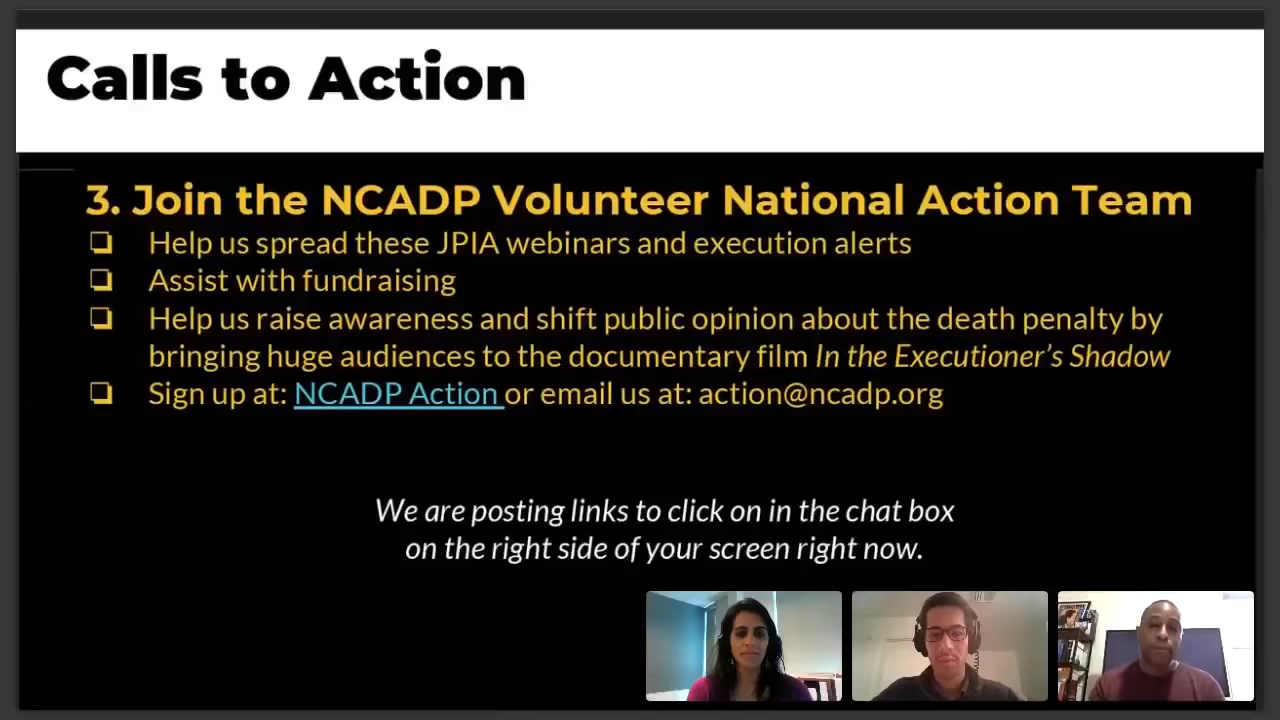 Calls to Action
3. Join the NCADP Volunteer National Action Team
❏ Help us spread these JPIA webinars and execution alerts
❏ Assist with fundraising
❏ Help us raise awareness and shift public opinion about the death penalty by
bringing huge audiences to the documentary film In the Executioner’s Shadow
❏ Sign up at: NCADP Action or email us at: action@ncadp.org
We are posting links to click on in the chat box
on the right side of your screen right now.